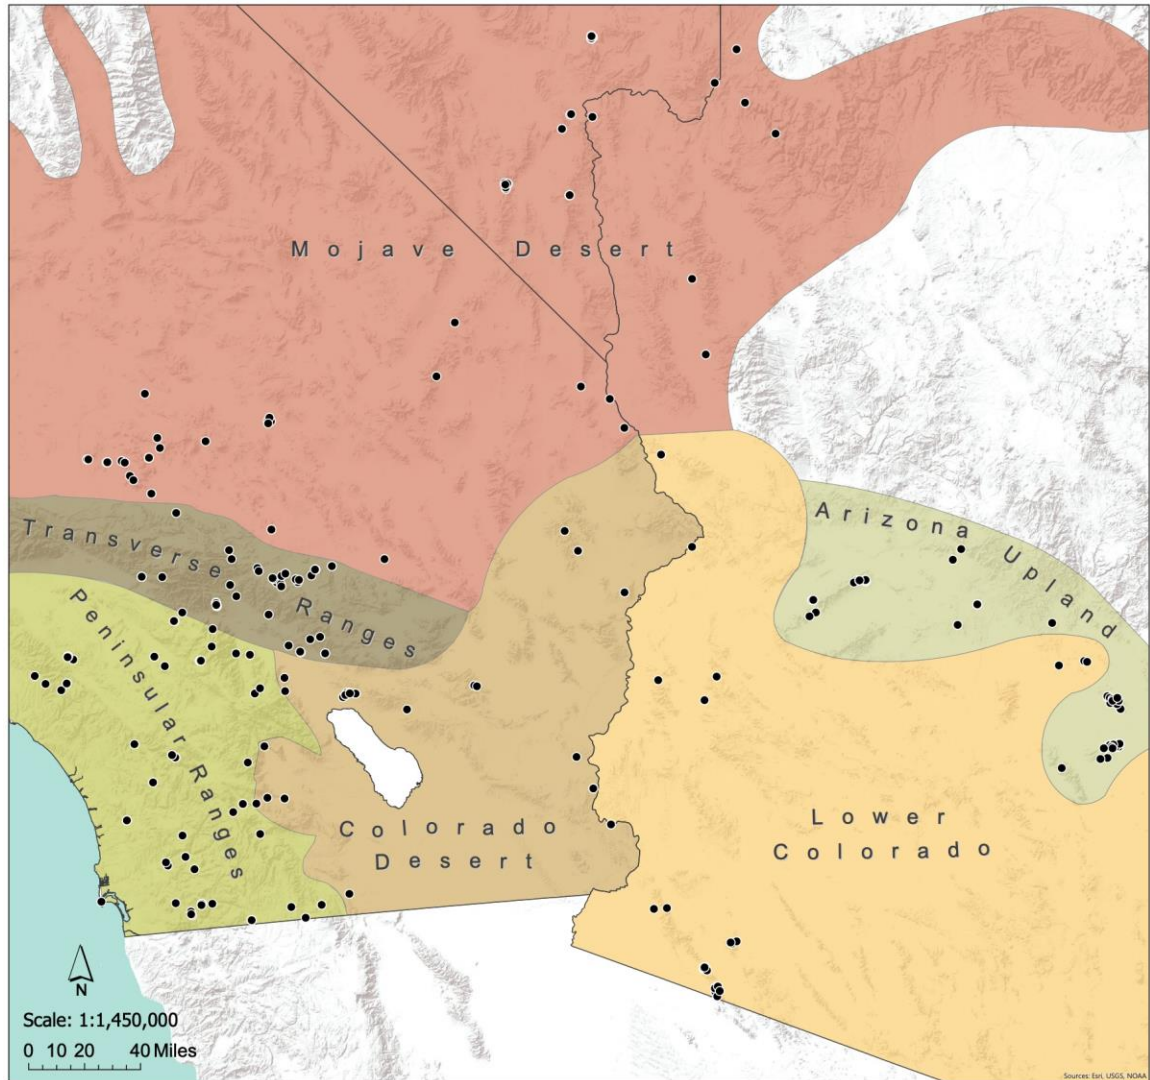 Mojave Desert
Transverse Ranges
Arizona Upland
Peninsular Ranges
Lower
Colorado
Colorado
Desert
N
Scale: 1:1,450,000
0 10 20 40 Miles
Sources: Esri, USGS, NOAA